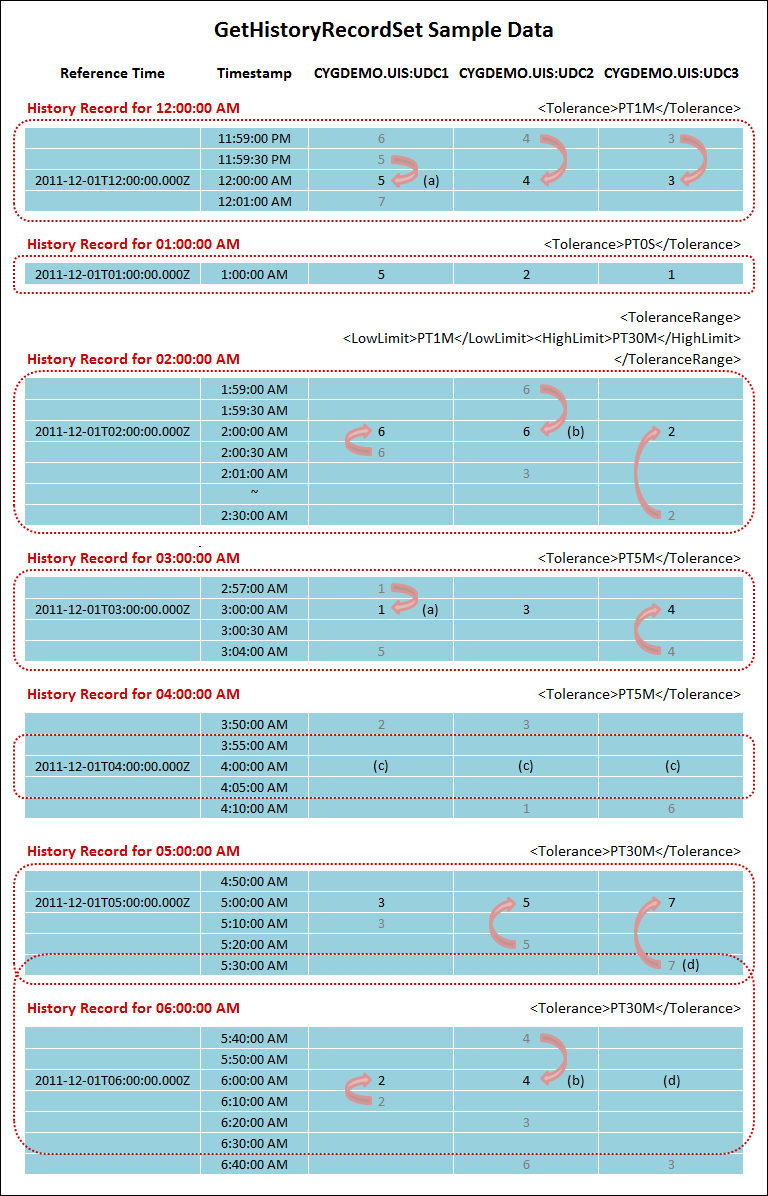 GetHistoryRecordSet Sample Data
Reference Time Timestamp CYGDEMO.UIS:UDC1 CYGDEMO.UIS:UDC2 CYGDEMO.UIS:UDC3
History Record for 12:00:00 AM <Tolerance>PT1M</Tolerance>
11:59:00 PM 6 4 3
11:59:30 PM 5
2011-12-01T12:00:00.000Z 12:00:00 AM 5 (a) 4 3
12:01:00 AM 7
History Record for 01:00:00 AM <Tolerance>PT0S</Tolerance>
2011-12-01T01:00:00.000Z 1:00:00 AM 5 2 1
<ToleranceRange>
<LowLimit>PT1M</LowLimit><HighLimit>PT30M</HighLimit>
History Record for 02:00:00 AM </ToleranceRange>
1:59:00 AM 6
1:59:30 AM
2011-12-01T02:00:00.000Z 2:00:00 AM 6 6 (b) 2
2:00:30 AM 6
2:01:00 AM 3
~
2:30:00 AM 2
History Record for 03:00:00 AM <Tolerance>PT5M</Tolerance>
2:57:00 AM 1
2011-12-01T03:00:00.000Z 3:00:00 AM 1 (a) 3 4
3:00:30 AM
3:04:00 AM 5 4
History Record for 04:00:00 AM <Tolerance>PT5M</Tolerance>
3:50:00 AM 2 3
3:55:00 AM
2011-12-01T04:00:00.000Z 4:00:00 AM (c) (c) (c)
4:05:00 AM
4:10:00 AM 1 6
History Record for 05:00:00 AM <Tolerance>PT30M</Tolerance>
4:50:00 AM
2011-12-01T05:00:00.000Z 5:00:00 AM 3 5 7
5:10:00 AM 3
5:20:00 AM 5
5:30:00 AM 7 (d)
History Record for 06:00:00 AM <Tolerance>PT30M</Tolerance>
5:40:00 AM 4
5:50:00 AM
2011-12-01T06:00:00.000Z 6:00:00 AM 2 4 (b) (d)
6:10:00 AM 2
6:20:00 AM 3
6:30:00 AM
6:40:00 AM 6 3